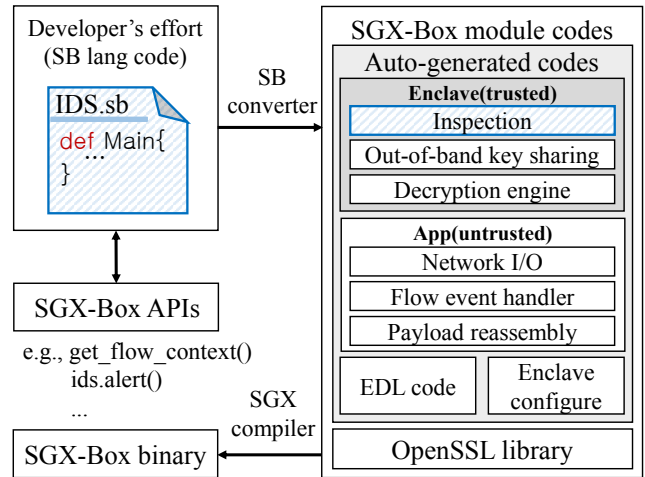 Developer's effort
(SB lang code)
IDS.sb
def Main{
...
}
SGX-Box APIs
e.g., get_flow_context()
ids.alert()
...
SGX-Box binary
SB
converter
SGX
compiler
SGX-Box module codes
Auto-generated codes
Enclave(trusted)
Inspection
Out-of-band key sharing
Decryption engine
App(untrusted)
Network I/O
Flow event handler
Payload reassembly
EDL code
Enclave
configure
OpenSSL library